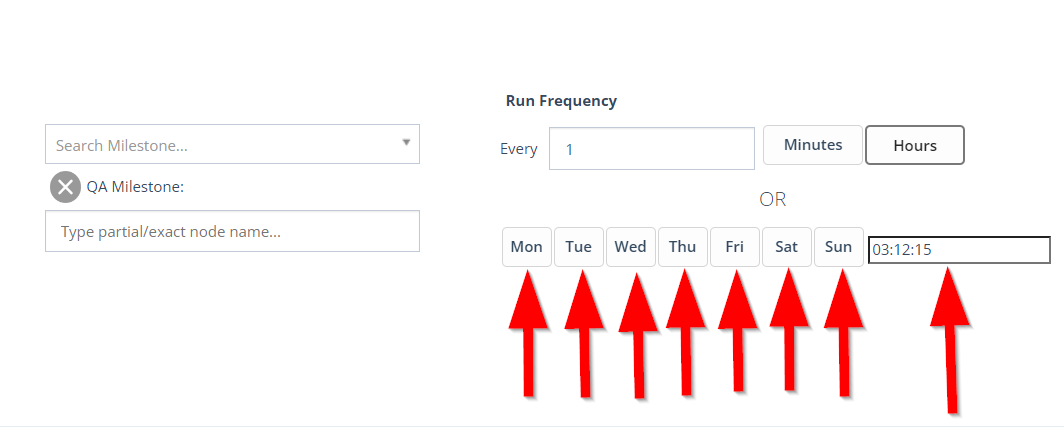 Search Milestone...
QA Milestone:
Type partial/exact node name...
Run Frequency
Every 1 Minutes Hours
OR
Mon Tue Wed Thu Fri Sat Sun 03:12:15